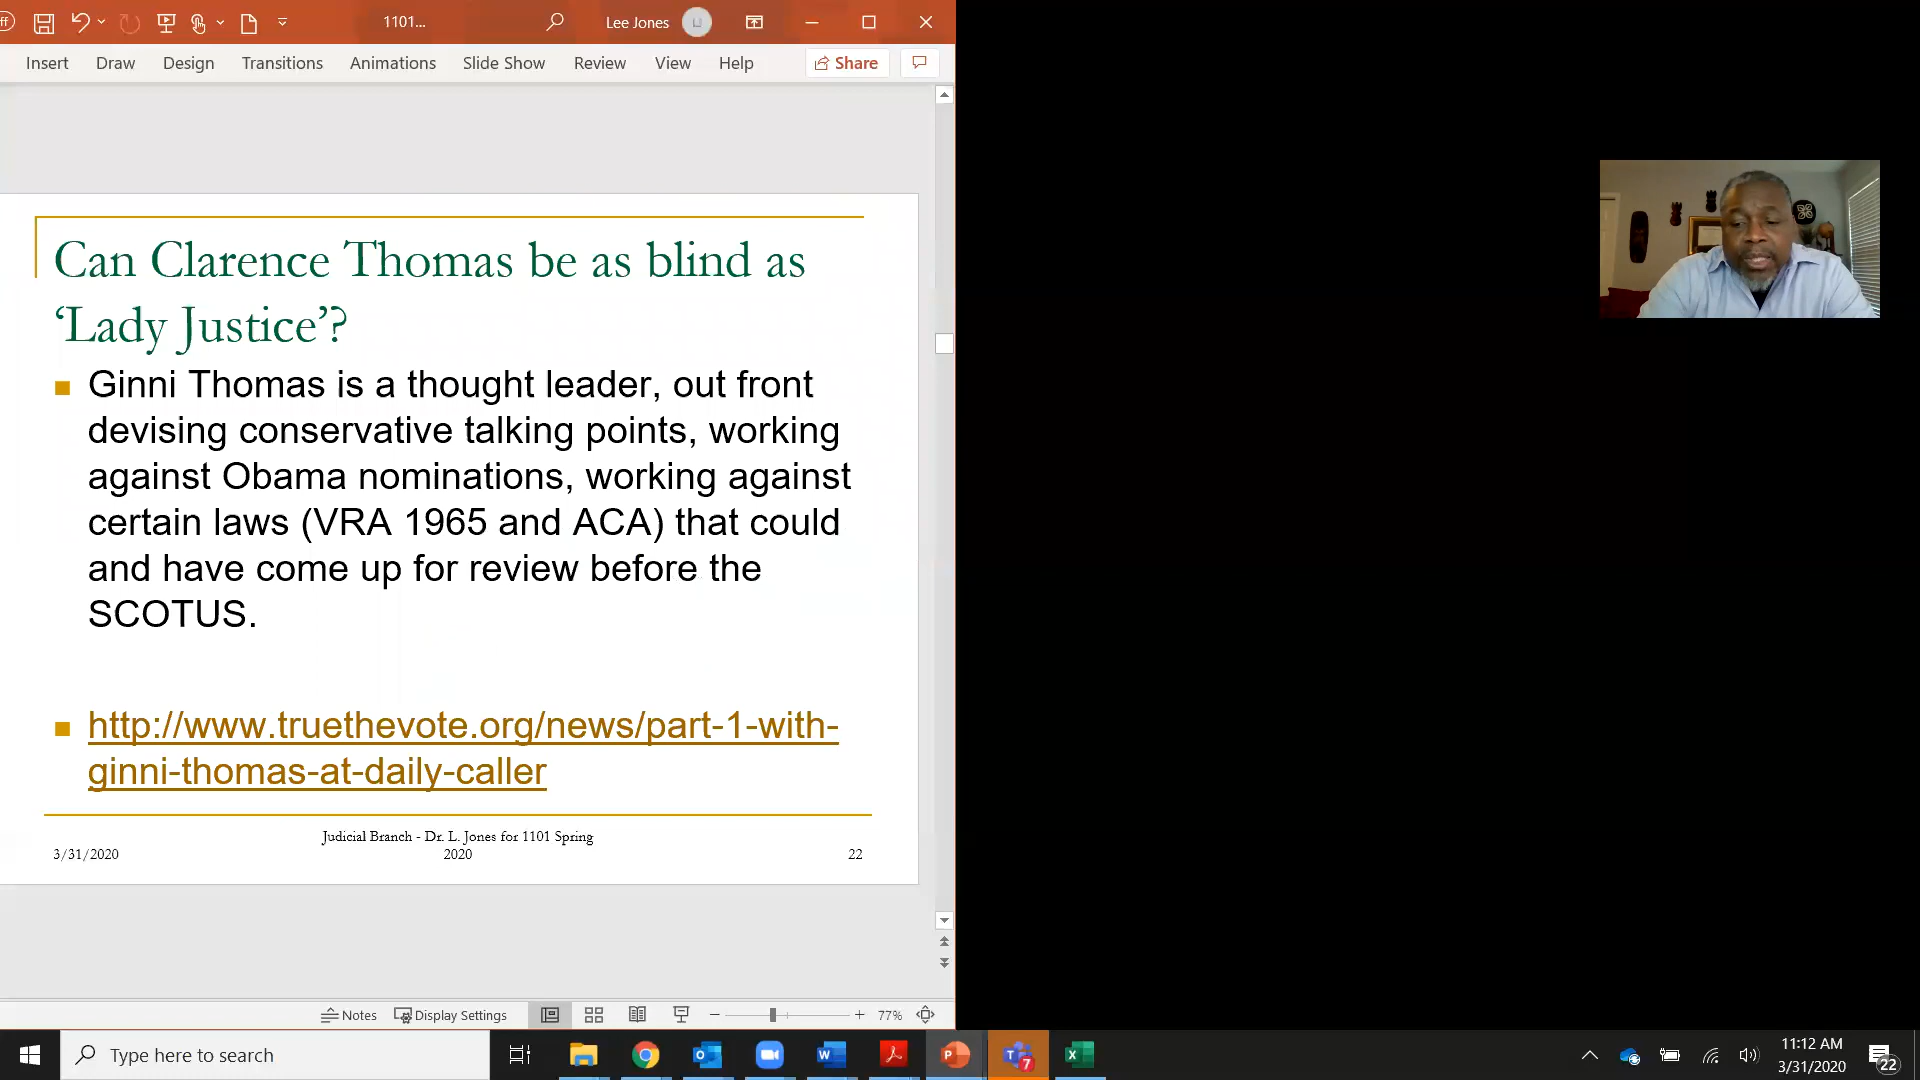 ff
1101...
Lee Jones
LJ
Insert Draw Design Transitions Animations Slide Show Review View Help Share
Can Clarence Thomas be as blind as
‘Lady Justice’?
Ginni Thomas is a thought leader, out front
devising conservative talking points, working
against Obama nominations, working against
certain laws (VRA 1965 and ACA) that could
and have come up for review before the
SCOTUS.
http://www.truethevote.org/news/part-1-with-
ginni-thomas-at-daily-caller
Judicial Branch - Dr. L. Jones for 1101 Spring
2020
3/31/2020
22
Notes Display Settings 77%
Type here to search
7
11:12 AM
3/31/2020
22